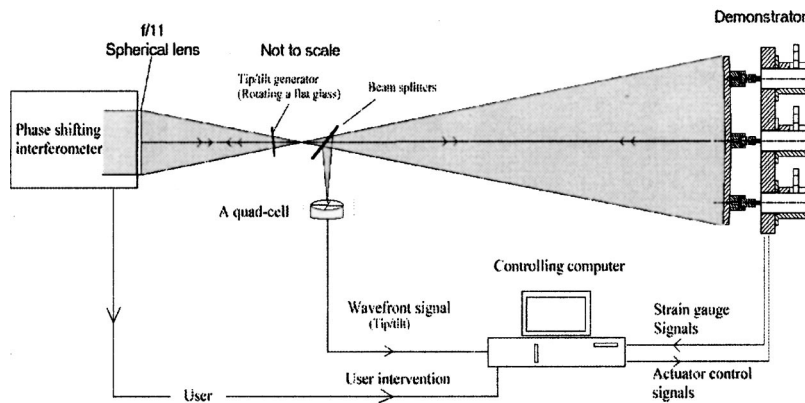 Demonstrator
f/11
Spherical lens
Not to scale
Tip/tilt generator
(Rotating a flat glass)
Beam splitters
Phase shifting
interferometer
A quad-cell
Controlling computer
Wavefront signal
(Tip/tilt)
Strain gauge
Signals
User intervention
Actuator control
signals
User